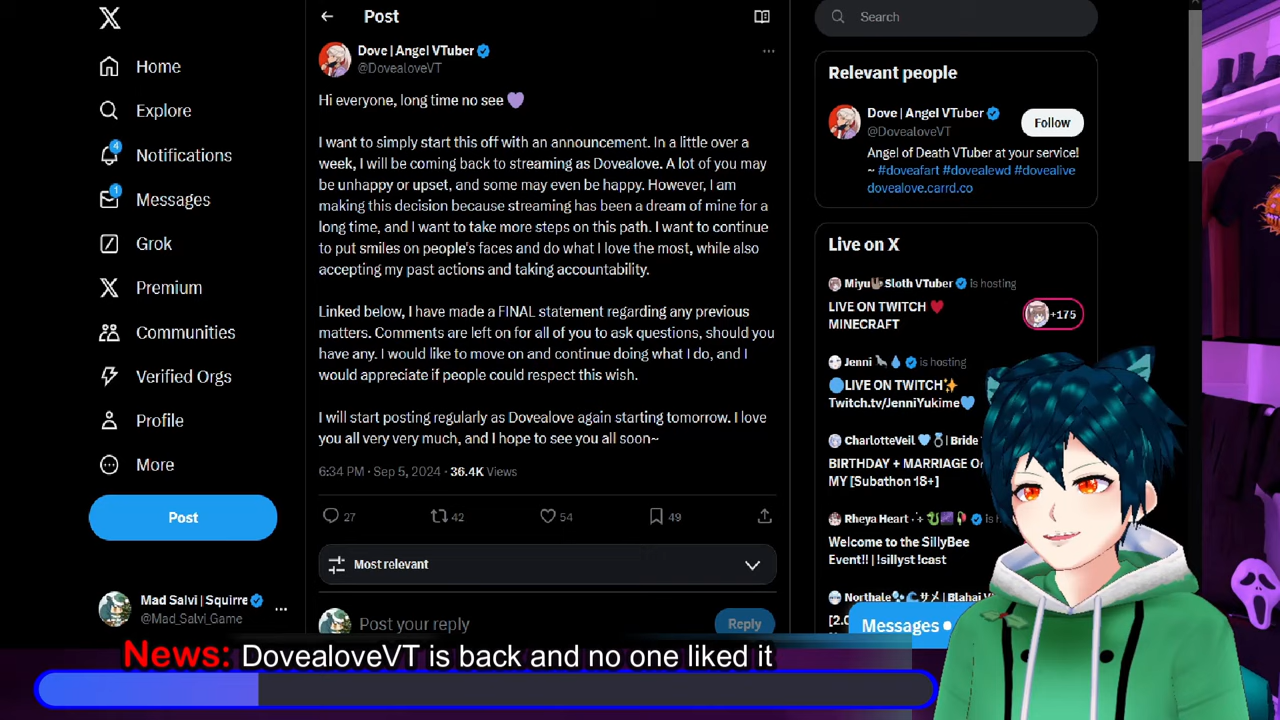 Home
Explore
4
Notifications
1
Messages
Grok
Premium
Communities
Verified Orgs
Profile
More
Post
Mad Salvi | Squirre
@Mad_Salvi_Game
Post
Dove | Angel VTuber
@DovealoveVT
Hi everyone, long time no see 💜
I want to simply start this off with an announcement. In a little over a
week, I will be coming back to streaming as Dovealove. A lot of you may
be unhappy or upset, and some may even be happy. However, I am
making this decision because streaming has been a dream of mine for a
long time, and I want to take more steps on this path. I want to continue
to put smiles on people's faces and do what I love the most, while also
accepting my past actions and taking accountability.
Linked below, I have made a FINAL statement regarding any previous
matters. Comments are left on for all of you to ask questions, should you
have any. I would like to move on and continue doing what I do, and I
would appreciate if people could respect this wish.
I will start posting regularly as Dovealove again starting tomorrow. I love
you all very very much, and I hope to see you all soon~
6:34 PM · Sep 5, 2024 · 36.4K Views
27 42 54 49
Most relevant
Post your reply
Reply
Search
Relevant people
Dove | Angel VTuber
@DovealoveVT
Follow
Angel of Death VTuber at your service!
~ #doveafart #dovealewd #dovealive
dovealove.carrd.co
Live on X
Miyu🦥Sloth VTuber is hosting
LIVE ON TWITCH ♥
MINECRAFT
+175
Jenni is hosting
🔵LIVE ON TWITCH✨
Twitch.tv/JenniYukime💙
CharlotteVeil | Bride
BIRTHDAY + MARRIAGE
MY [Subathon 18+]
Rheya Heart
Welcome to the SillyBee
Event!! | !sillyst !cast
Northale サメ | Blahai
Messages
News: DovealoveVT is back and no one liked it